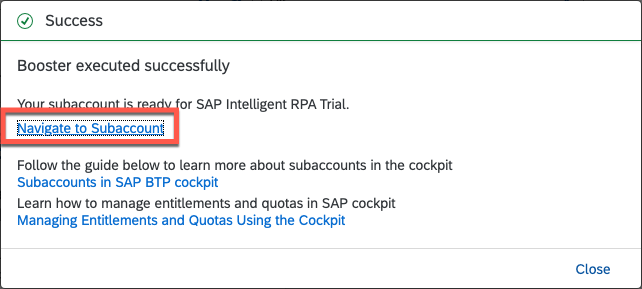 Success
Booster executed successfully
Your subaccount is ready for SAP Intelligent RPA Trial.
Navigate to Subaccount
Follow the guide below to learn more about subaccounts in the cockpit
Subaccounts in SAP BTP cockpit
Learn how to manage entitlements and quotas in SAP cockpit
Managing Entitlements and Quotas Using the Cockpit
Close